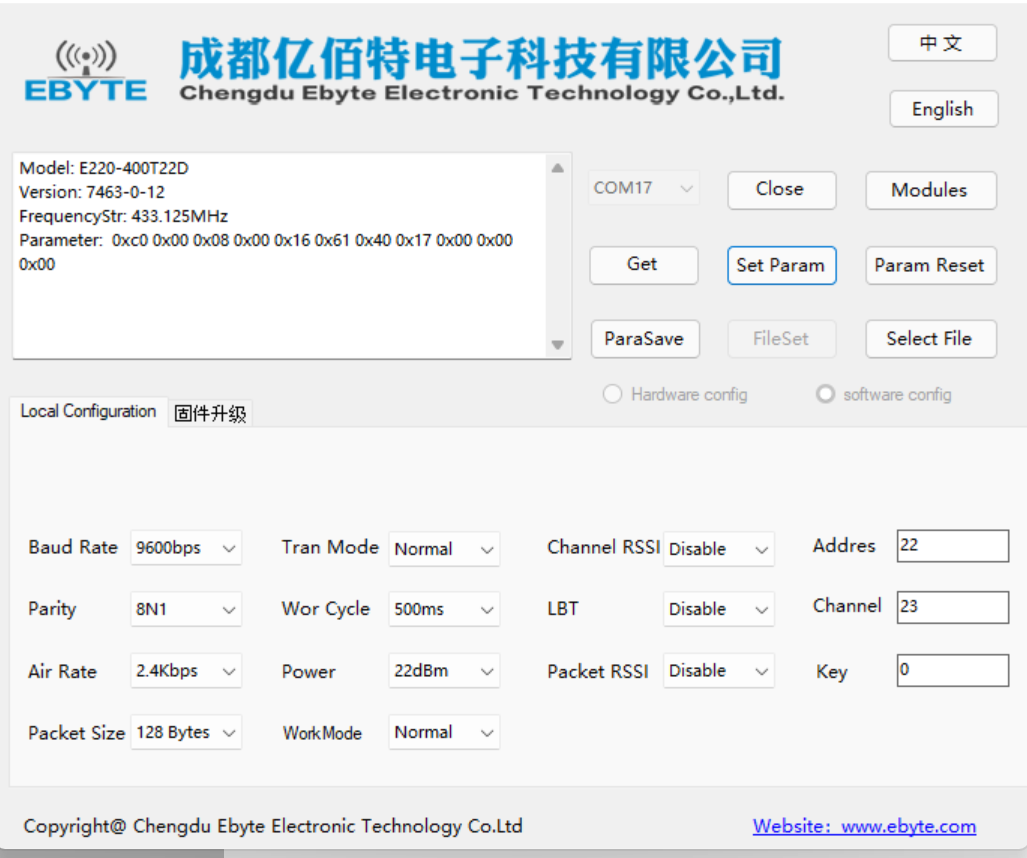 EBYTE
成都亿佰特电子科技有限公司
Chengdu Ebyte Electronic Technology Co.,Ltd.
中 文
English
Model: E220-400T22D
Version: 7463-0-12
FrequencyStr: 433.125MHz
Parameter:  0xc0 0x00 0x08 0x00 0x16 0x61 0x40 0x17 0x00 0x00
0x00
COM17 Close Modules
Get Set Param Param Reset
ParaSave FileSet Select File
Hardware config software config
Local Configuration 固件升级
Baud Rate 9600bps Tran Mode Normal Channel RSSI Disable Addres 22
Parity 8N1 Wor Cycle 500ms LBT Disable Channel 23
Air Rate 2.4Kbps Power 22dBm Packet RSSI Disable Key 0
Packet Size 128 Bytes WorkMode Normal
Copyright@ Chengdu Ebyte Electronic Technology Co.Ltd Website：www.ebyte.com